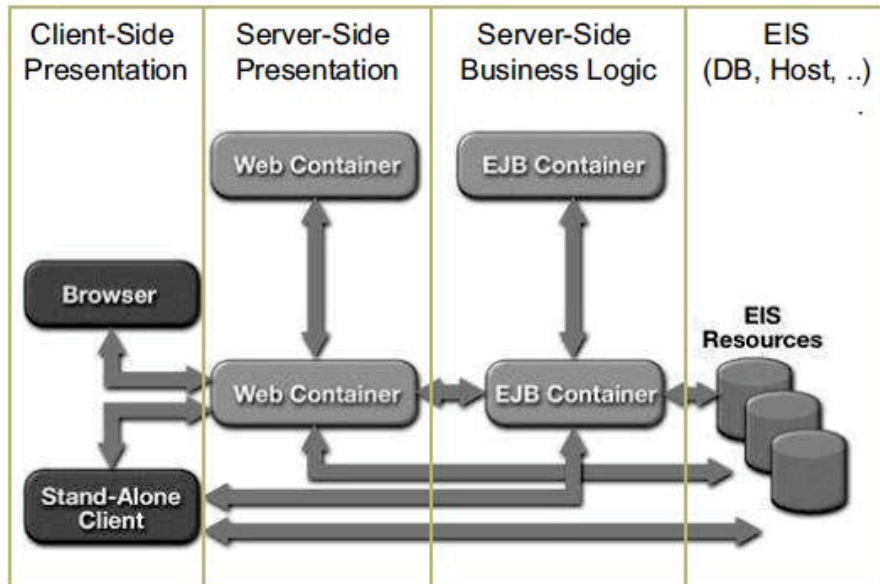 Client-Side
Presentation
Server-Side
Presentation
Server-Side
Business Logic
EIS
(DB, Host, ..)
.
Web Container
EJB Container
Browser
EIS
Resources
Web Container
EJB Container
Stand-Alone
Client